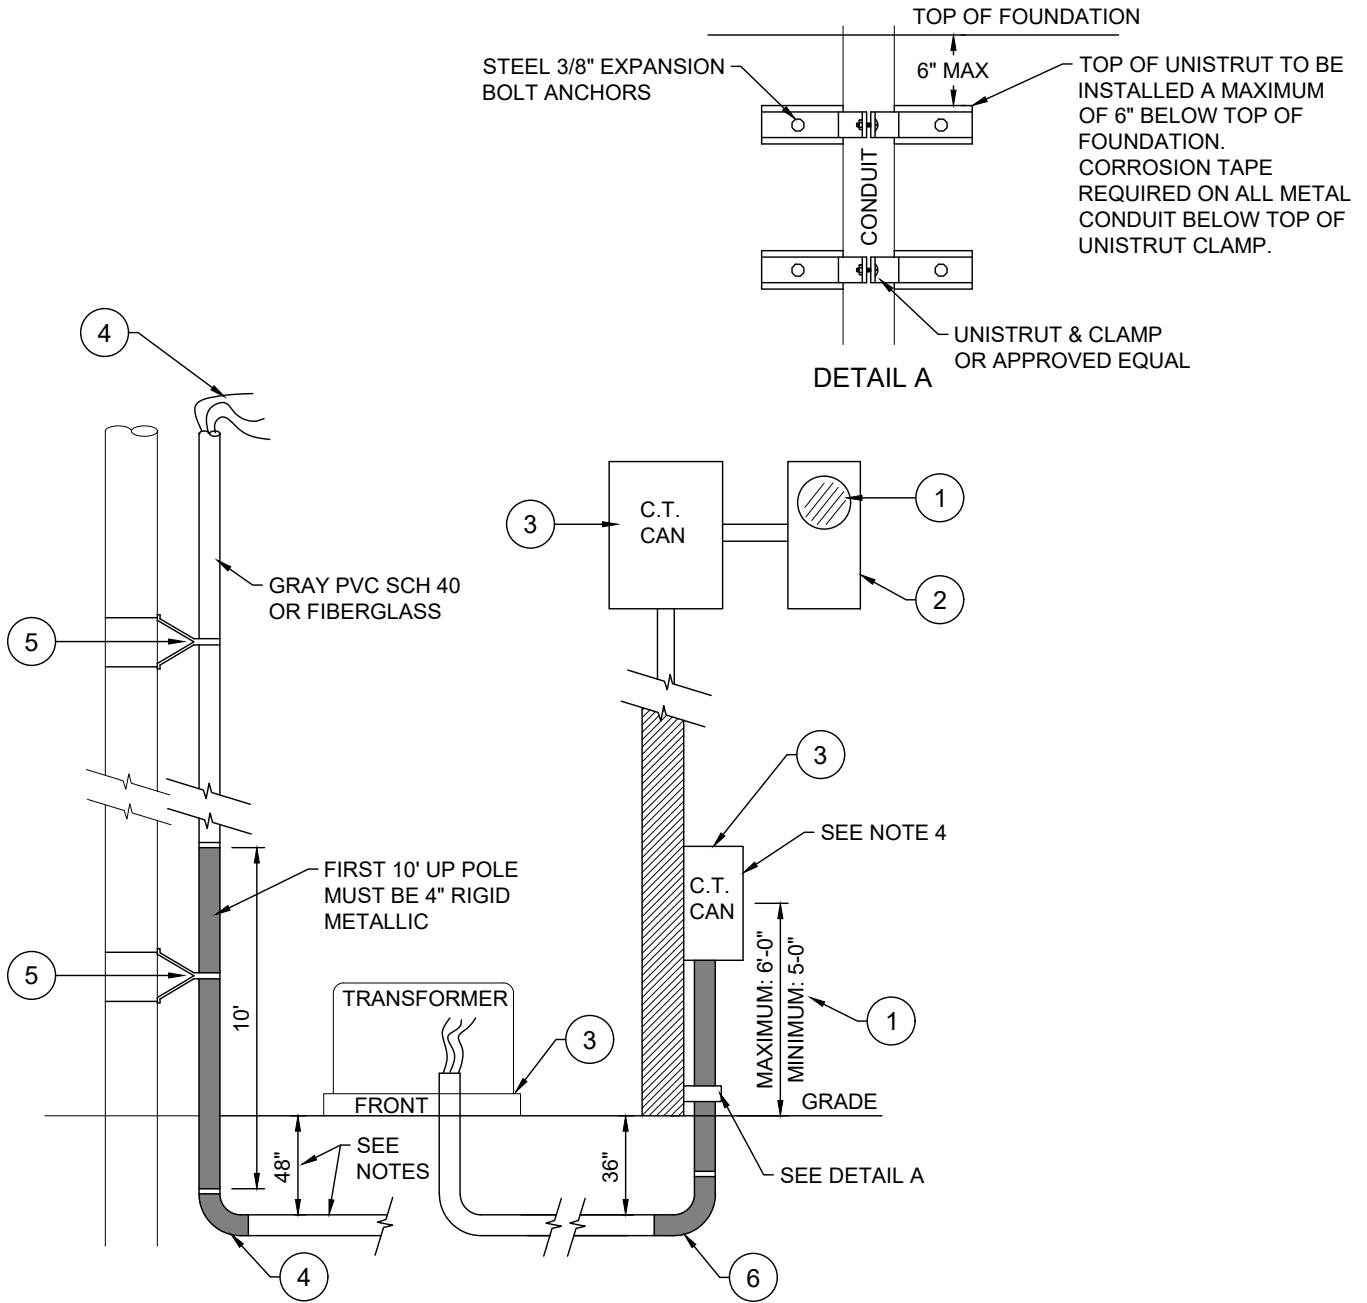 TOP OF FOUNDATION
STEEL 3/8" EXPANSION
BOLT ANCHORS
6" MAX
TOP OF UNISTRUT TO BE
INSTALLED A MAXIMUM
OF 6" BELOW TOP OF
FOUNDATION.
CORROSION TAPE
REQUIRED ON ALL METAL
CONDUIT BELOW TOP OF
UNISTRUT CLAMP.
CONDUIT
UNISTRUT & CLAMP
OR APPROVED EQUAL
DETAIL A
4
C.T.
CAN
3
1
2
GRAY PVC SCH 40
OR FIBERGLASS
5
3
SEE NOTE 4
C.T.
CAN
FIRST 10' UP POLE
MUST BE 4" RIGID
METALLIC
5
10'
TRANSFORMER
3
FRONT
MAXIMUM: 6'-0"
MINIMUM: 5-0"
1
GRADE
48"
SEE
NOTES
36"
SEE DETAIL A
4
6